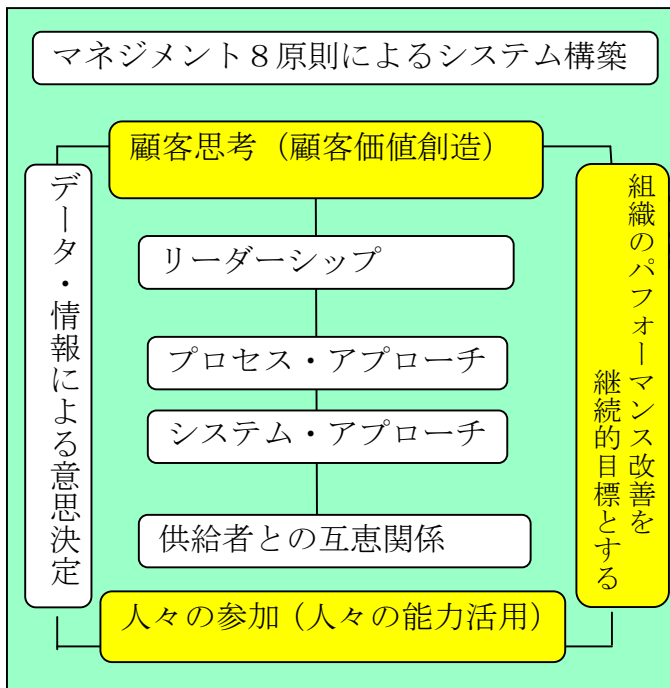 マネジメント８原則によるシステム構築
顧客思考（顧客価値創造）
データ・情報による意思決定
リーダーシップ
プロセス・アプローチ
システム・アプローチ
供給者との互恵関係
組織のパフォーマンス改善を
継続的目標とする
人々の参加（人々の能力活用）